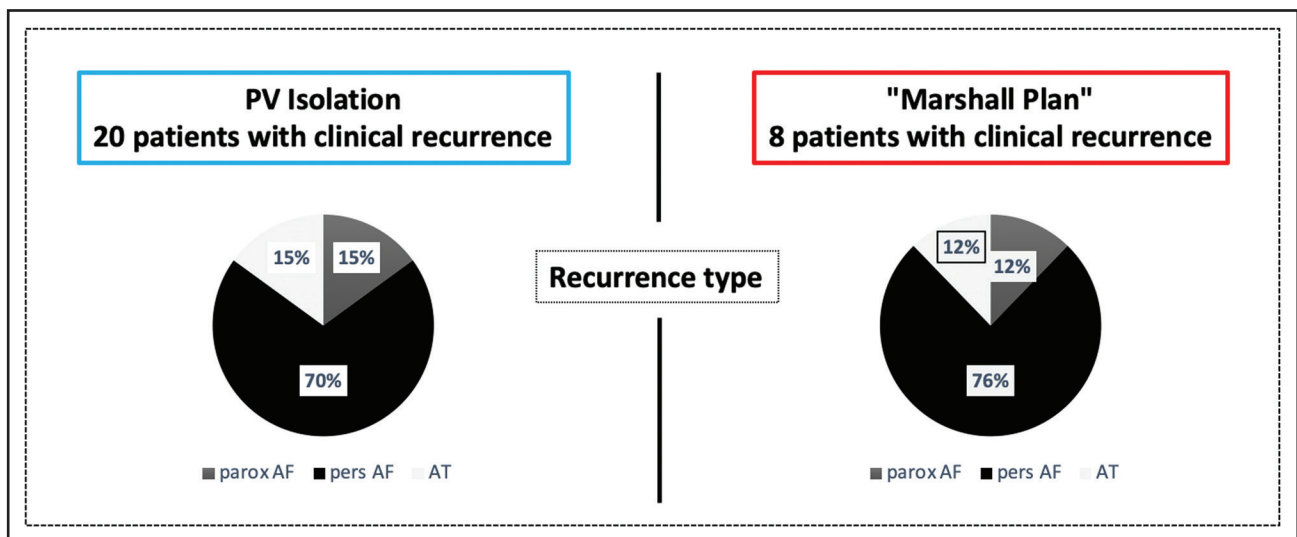 PV Isolation
20 patients with clinical recurrence
"Marshall Plan"
8 patients with clinical recurrence
Recurrence type
15%
15%
70%
parox AF pers AF AT
12%
12%
76%
parox AF pers AF AT